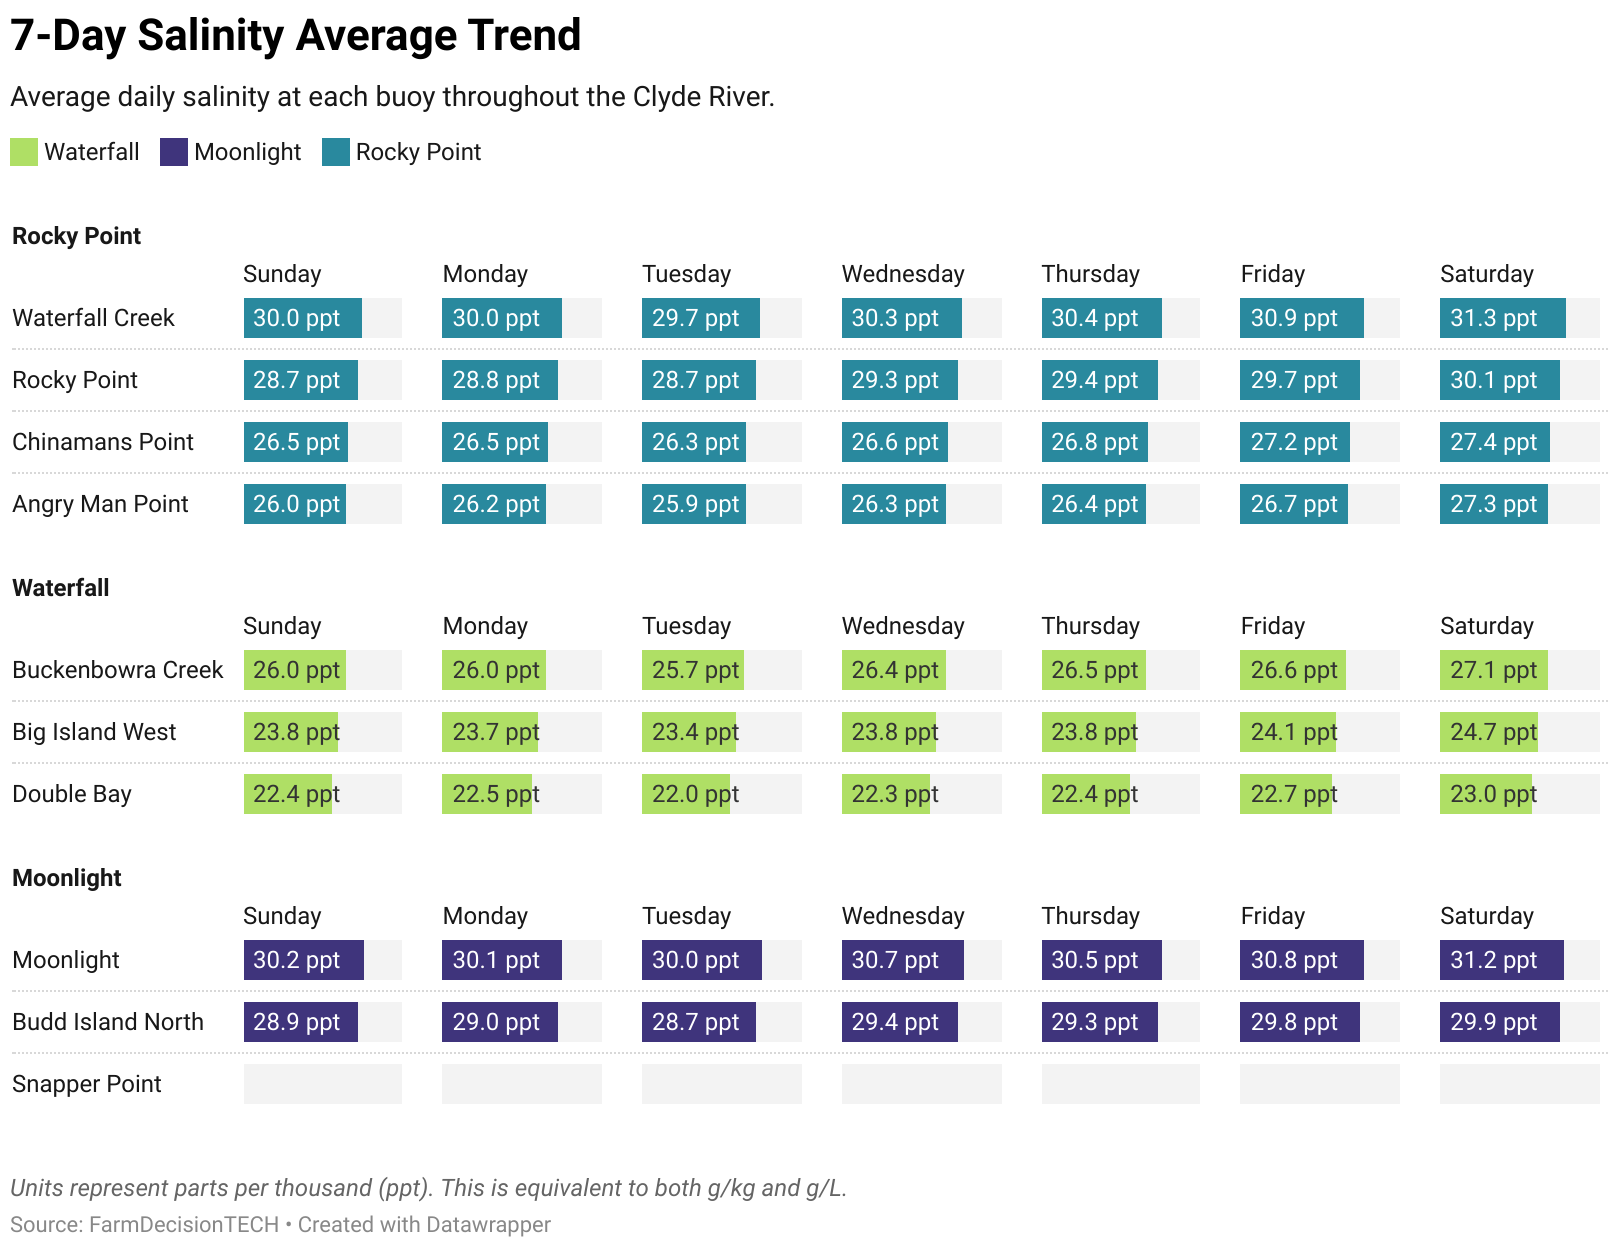 7-Day Salinity Average Trend
Average daily salinity at each buoy throughout the Clyde River.
Waterfall Moonlight Rocky Point
Rocky Point
Sunday Monday Tuesday Wednesday Thursday Friday Saturday
Waterfall Creek 30.0 ppt 30.0 ppt 29.7 ppt 30.3 ppt 30.4 ppt 30.9 ppt 31.3 ppt
Rocky Point 28.7 ppt 28.8 ppt 28.7 ppt 29.3 ppt 29.4 ppt 29.7 ppt 30.1 ppt
Chinamans Point 26.5 ppt 26.5 ppt 26.3 ppt 26.6 ppt 26.8 ppt 27.2 ppt 27.4 ppt
Angry Man Point 26.0 ppt 26.2 ppt 25.9 ppt 26.3 ppt 26.4 ppt 26.7 ppt 27.3 ppt
Waterfall
Sunday Monday Tuesday Wednesday Thursday Friday Saturday
Buckenbowra Creek 26.0 ppt 26.0 ppt 25.7 ppt 26.4 ppt 26.5 ppt 26.6 ppt 27.1 ppt
Big Island West 23.8 ppt 23.7 ppt 23.4 ppt 23.8 ppt 23.8 ppt 24.1 ppt 24.7 ppt
Double Bay 22.4 ppt 22.5 ppt 22.0 ppt 22.3 ppt 22.4 ppt 22.7 ppt 23.0 ppt
Moonlight
Sunday Monday Tuesday Wednesday Thursday Friday Saturday
Moonlight 30.2 ppt 30.1 ppt 30.0 ppt 30.7 ppt 30.5 ppt 30.8 ppt 31.2 ppt
Budd Island North 28.9 ppt 29.0 ppt 28.7 ppt 29.4 ppt 29.3 ppt 29.8 ppt 29.9 ppt
Snapper Point
Units represent parts per thousand (ppt). This is equivalent to both g/kg and g/L.
Source: FarmDecisionTECH • Created with Datawrapper